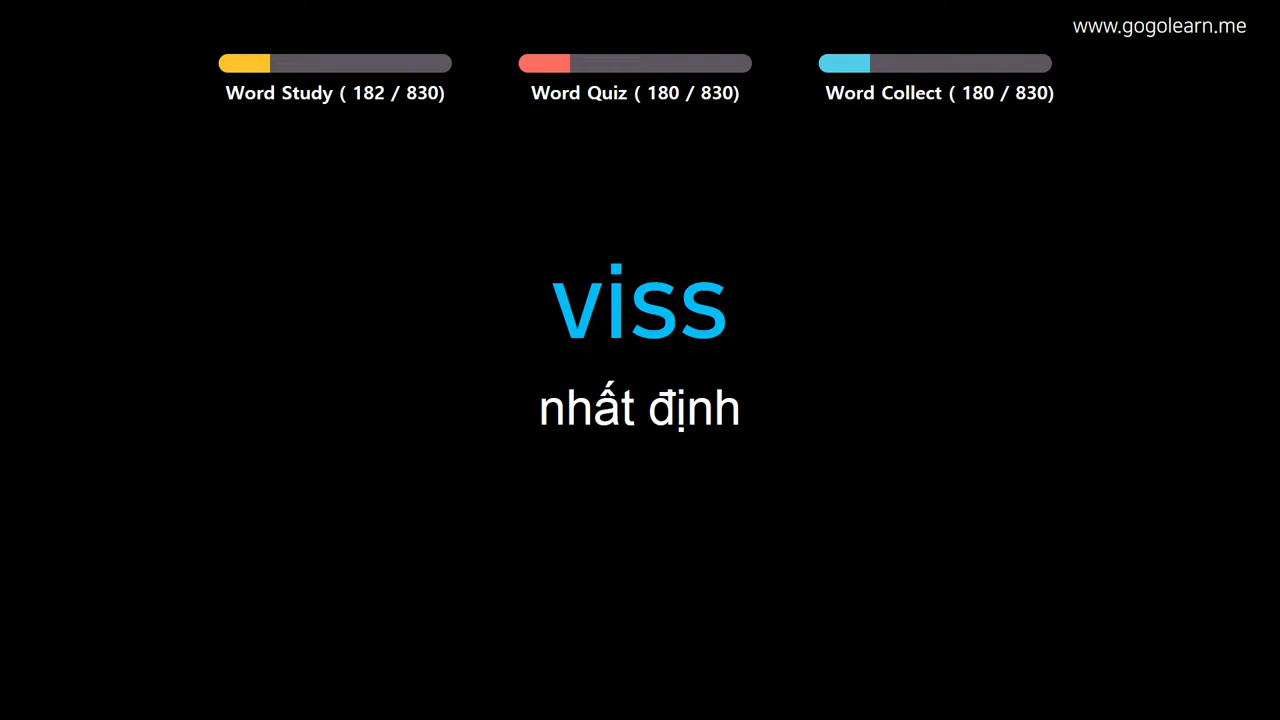 www.gogolearn.me
Word Study ( 182 / 830)
Word Quiz ( 180 / 830)
Word Collect ( 180 / 830)
viss
nhất định